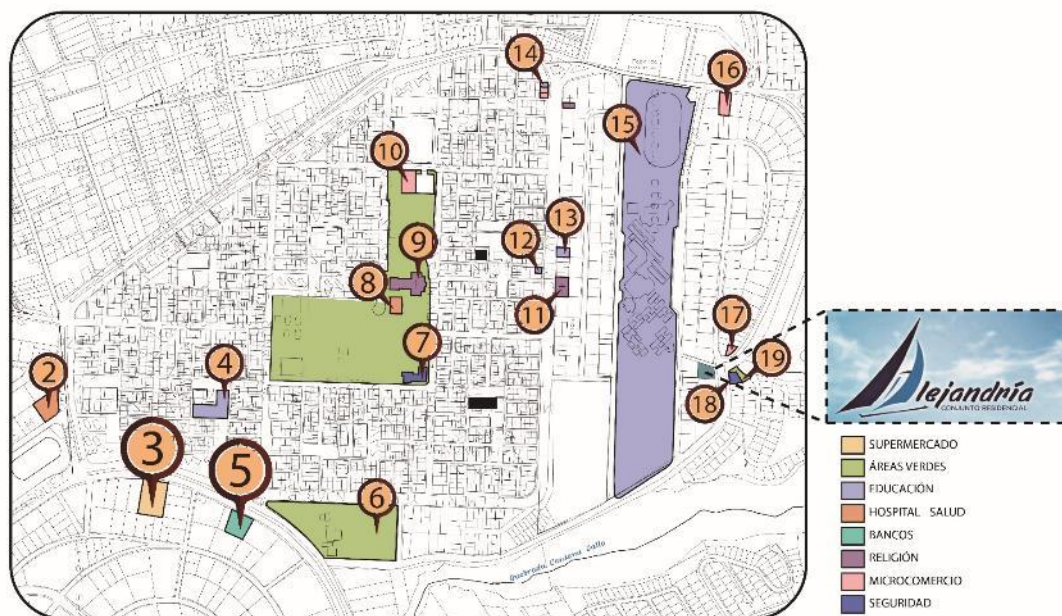 14
16
15
10
13
12
9
8
11
17
7
19
2
4
18
Alejandría
CONJUNTO RESIDENCIAL
3
5
6
SUPERMERCADO
ÁREAS VERDES
EDUCACIÓN
HOSPITAL SALUD
BANCOS
RELIGIÓN
MICROCOMERCIO
SEGURIDAD